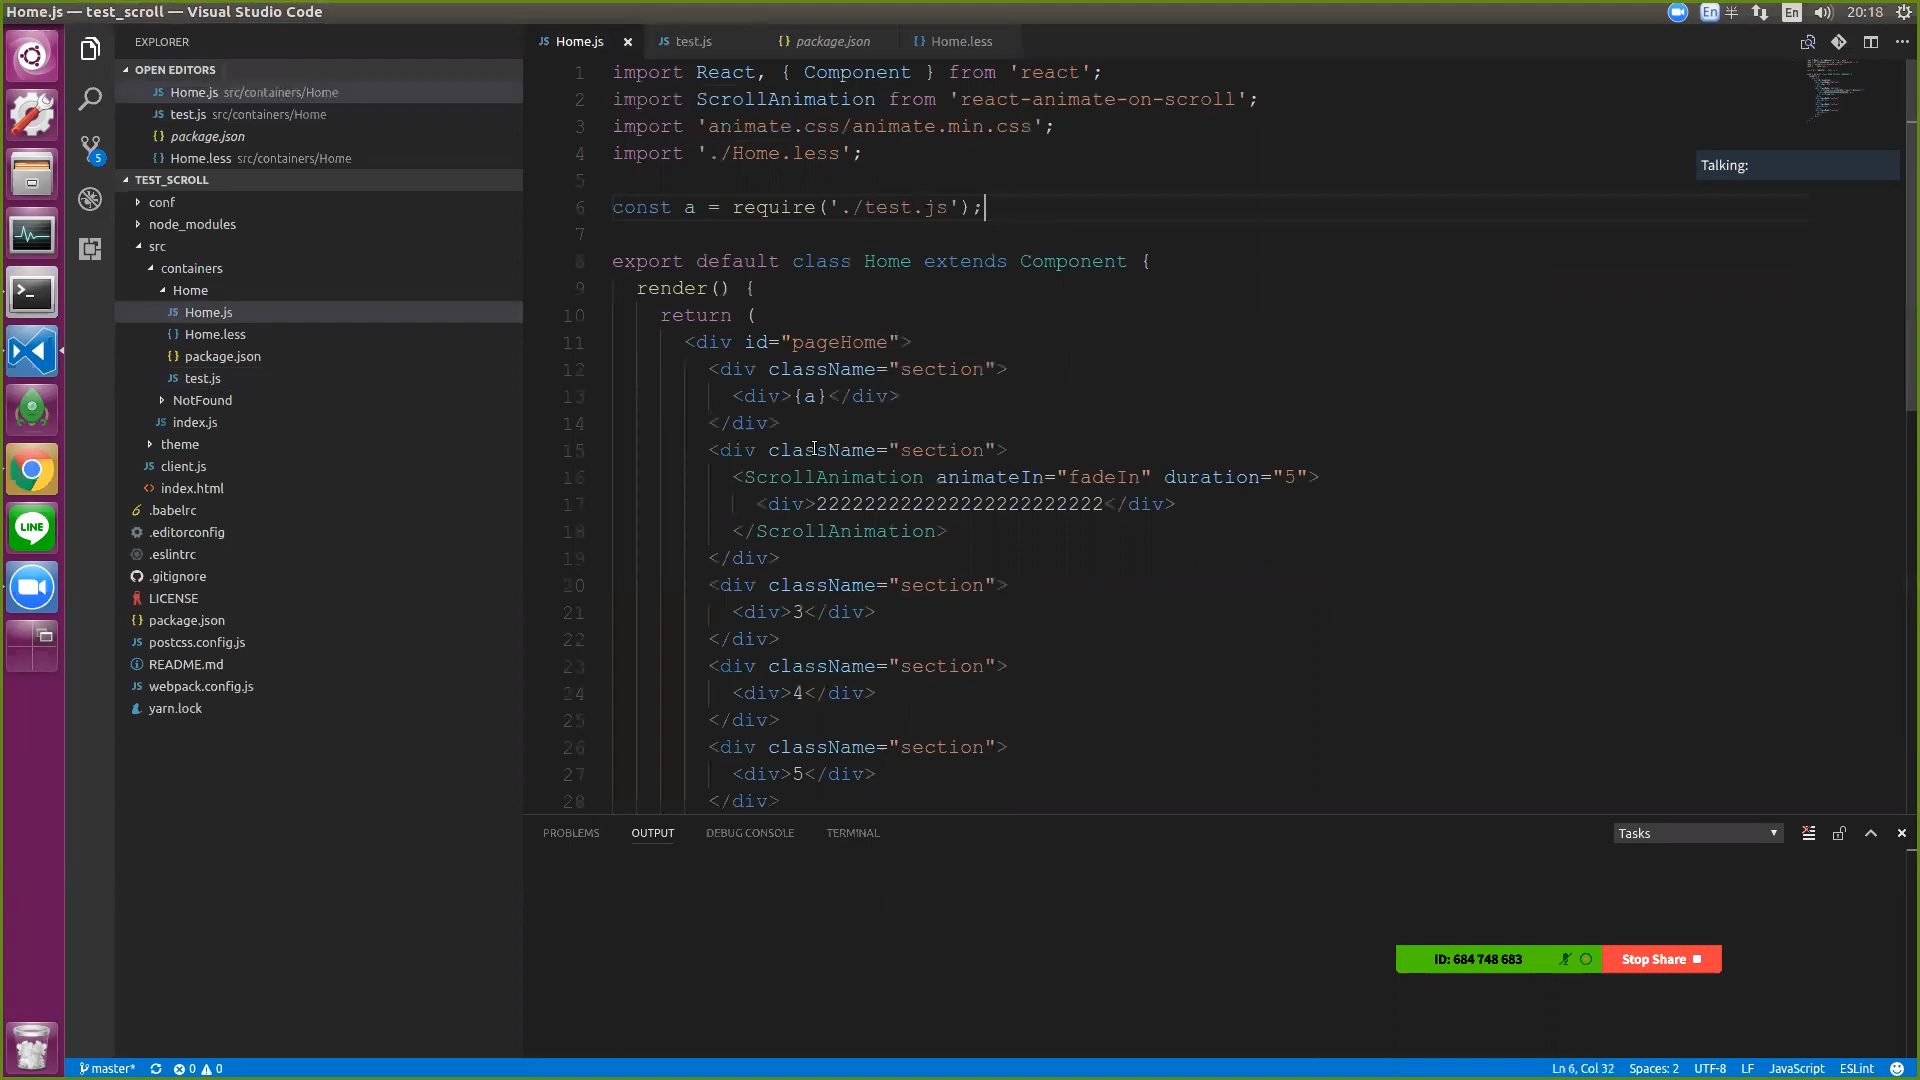 Home.js — test_scroll — Visual Studio Code
En
半
En
20:18
EXPLORER
OPEN EDITORS
Home.js src/containers/Home
test.js src/containers/Home
package.json
Home.less src/containers/Home
TEST_SCROLL
conf
node_modules
src
containers
Home
Home.js
Home.less
package.json
test.js
NotFound
index.js
theme
client.js
index.html
.babelrc
.editorconfig
.eslintrc
.gitignore
LICENSE
package.json
postcss.config.js
README.md
webpack.config.js
yarn.lock
5
LINE
Home.js
test.js
package.json
Home.less
1 import React, { Component } from 'react';
2 import ScrollAnimation from 'react-animate-on-scroll';
3 import 'animate.css/animate.min.css';
4 import './Home.less';
5
6 const a = require('./test.js');
7
8 export default class Home extends Component {
9 render() {
10 return (
11 <div id="pageHome">
12 <div className="section">
13 <div>{a}</div>
14 </div>
15 <div className="section">
16 <ScrollAnimation animateIn="fadeIn" duration="5">
17 <div>222222222222222222222222</div>
18 </ScrollAnimation>
19 </div>
20 <div className="section">
21 <div>3</div>
22 </div>
23 <div className="section">
24 <div>4</div>
25 </div>
26 <div className="section">
27 <div>5</div>
28 </div>
Talking:
PROBLEMS
OUTPUT
DEBUG CONSOLE
TERMINAL
Tasks
ID: 684 748 683
Stop Share
master*
0
0
Ln 6, Col 32
Spaces: 2
UTF-8
LF
JavaScript
ESLint